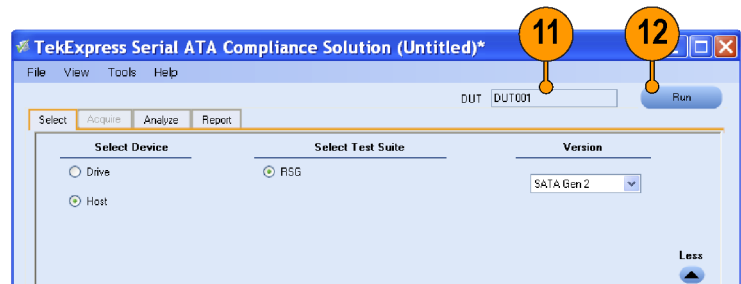 11
12
TekExpress Serial ATA Compliance Solution (Untitled)*
File View Tools Help
DUT DUT001 Run
Select Acquire Analyze Report
Select Device Select Test Suite Version
Drive RSG
SATA Gen 2
Host
Less